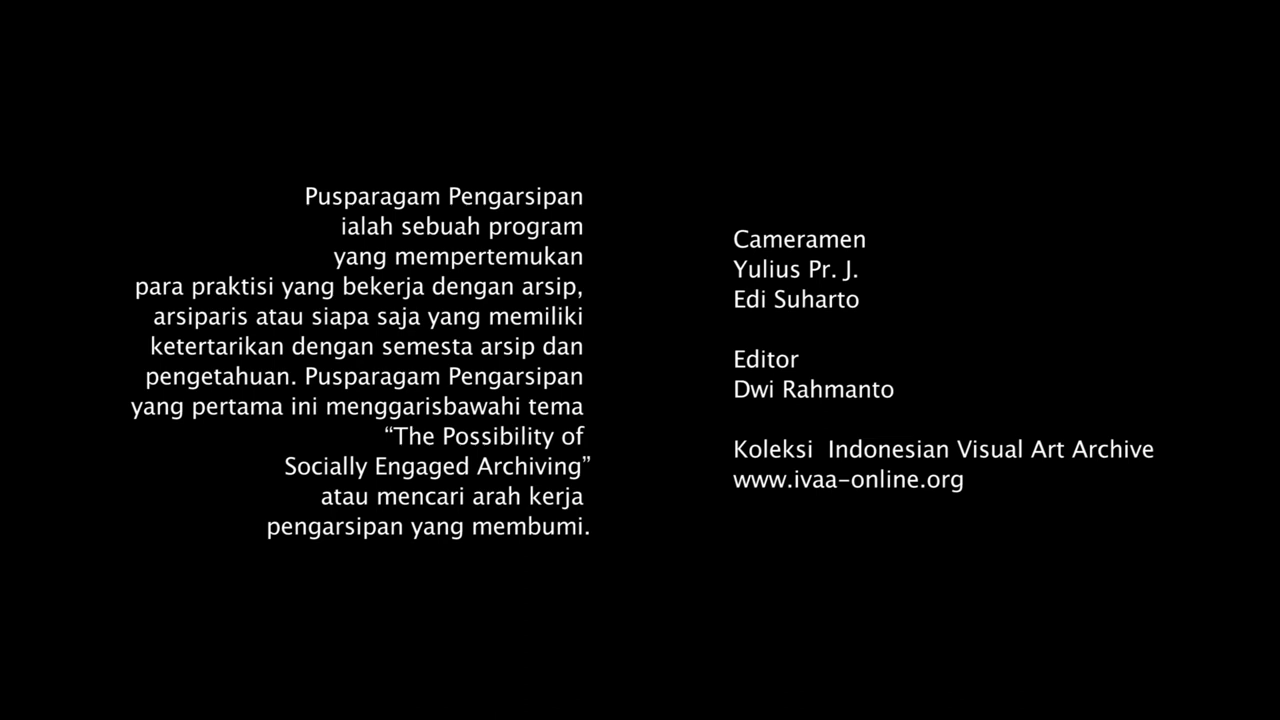 Pusparagam Pengarsipan
ialah sebuah program
yang mempertemukan
para praktisi yang bekerja dengan arsip,
arsiparis atau siapa saja yang memiliki
ketertarikan dengan semesta arsip dan
pengetahuan. Pusparagam Pengarsipan
yang pertama ini menggarisbawahi tema
“The Possibility of
Socially Engaged Archiving”
atau mencari arah kerja
pengarsipan yang membumi.
Cameramen
Yulius Pr. J.
Edi Suharto
Editor
Dwi Rahmanto
Koleksi  Indonesian Visual Art Archive
www.ivaa-online.org